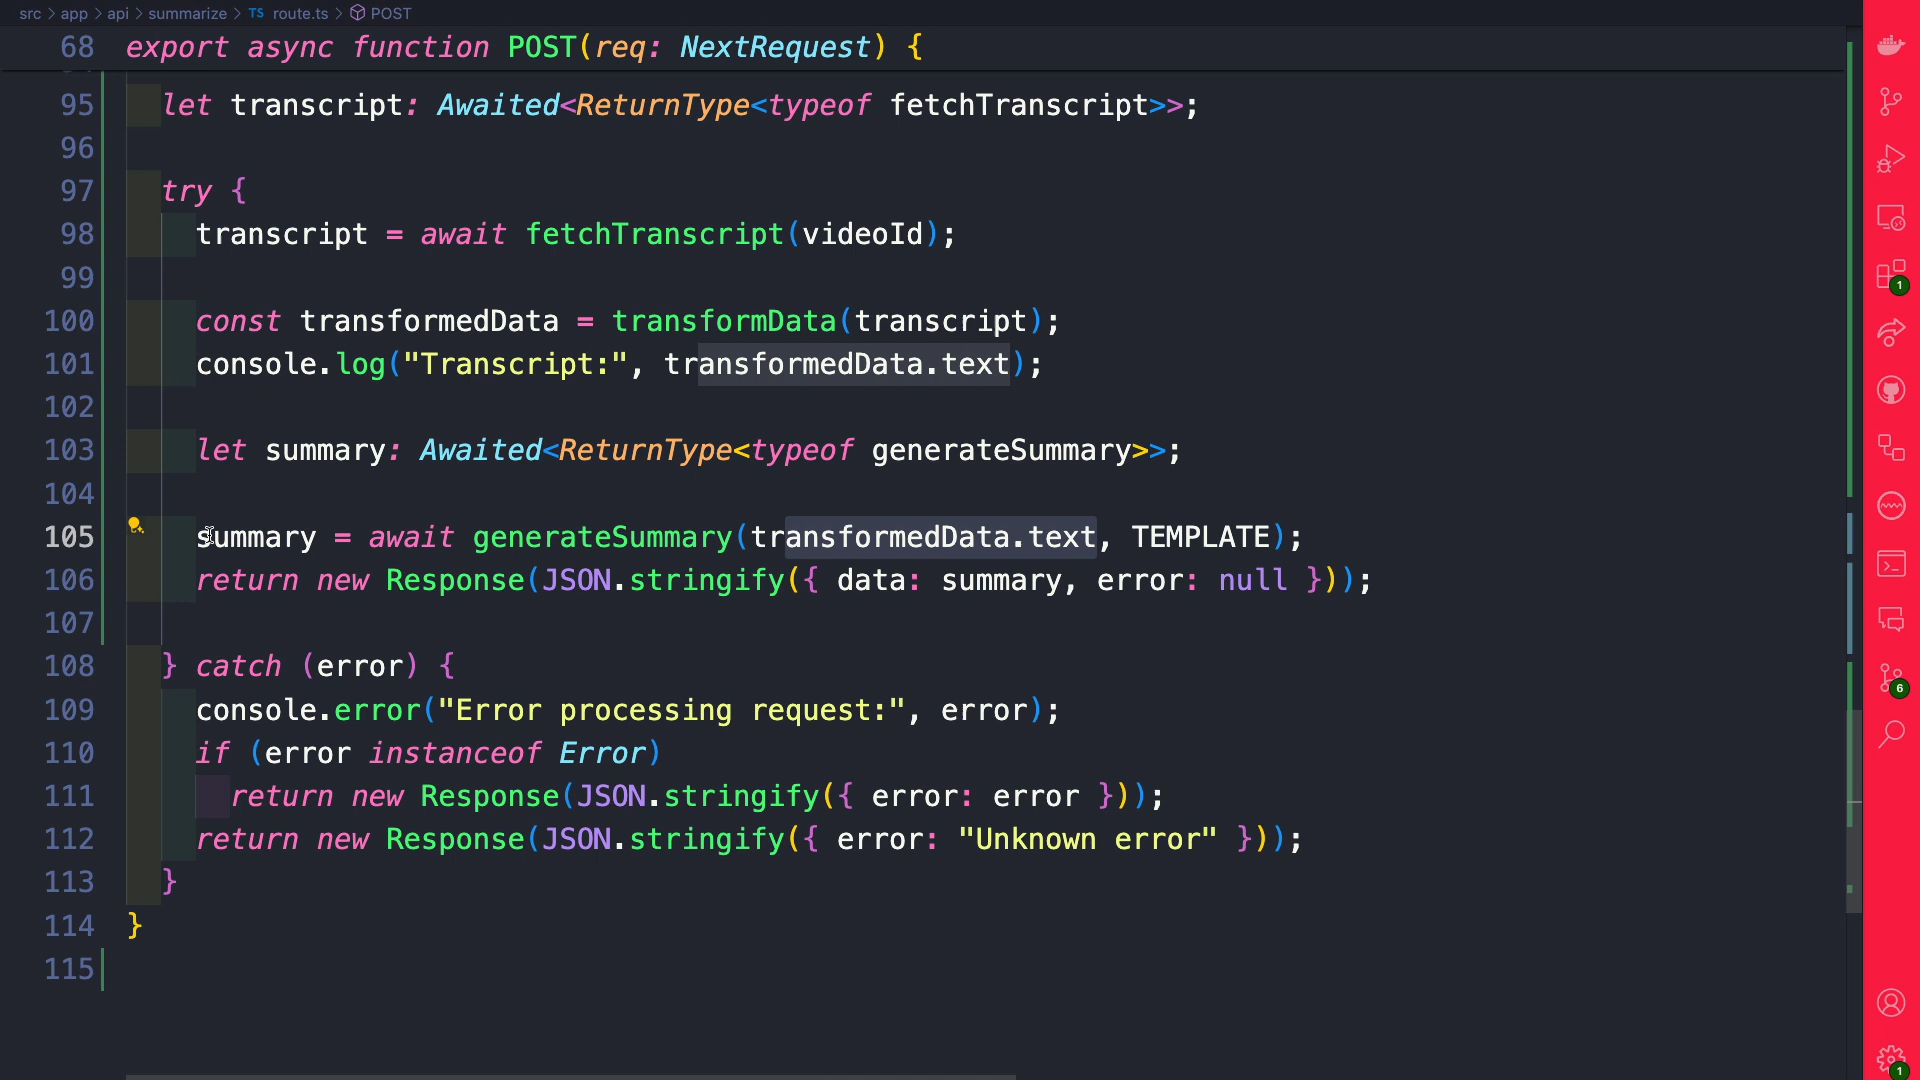 src > app > api > summarize > TS route.ts > POST
68 export async function POST(req: NextRequest) {
95 let transcript: Awaited<ReturnType<typeof fetchTranscript>>;
96
97 try {
98 transcript = await fetchTranscript(videoId);
99
100 const transformedData = transformData(transcript);
101 console.log("Transcript:", transformedData.text);
102
103 let summary: Awaited<ReturnType<typeof generateSummary>>;
104
105 summary = await generateSummary(transformedData.text, TEMPLATE);
106 return new Response(JSON.stringify({ data: summary, error: null }));
107
108 } catch (error) {
109 console.error("Error processing request:", error);
110 if (error instanceof Error)
111 return new Response(JSON.stringify({ error: error }));
112 return new Response(JSON.stringify({ error: "Unknown error" }));
113 }
114 }
115
1
6
1